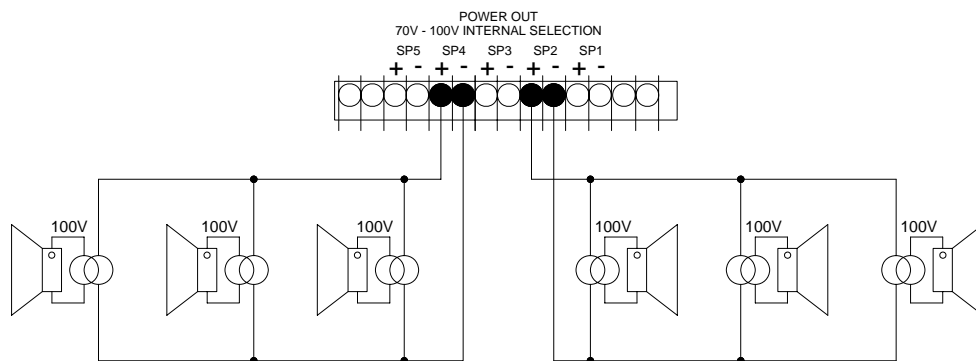 POWER OUT
70V - 100V INTERNAL SELECTION
SP5 SP4 SP3 SP2 SP1
+ - + - + - + - + -
100V 100V 100V 100V 100V 100V